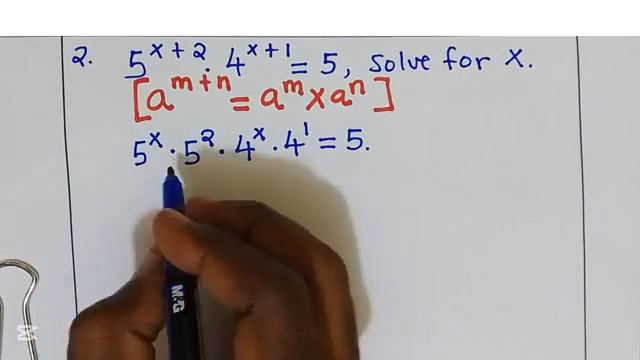 2. 5^{x+2} · 4^{x+1} = 5, solve for x.
[a^{m+n} = a^m × a^n]
5^x · 5^2 · 4^x · 4^1 = 5.
M&G